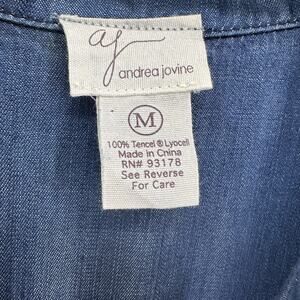 aj
andrea jovine
M
100% Tencel ® Lyocell
Made in China
RN# 93178
See Reverse
For Care